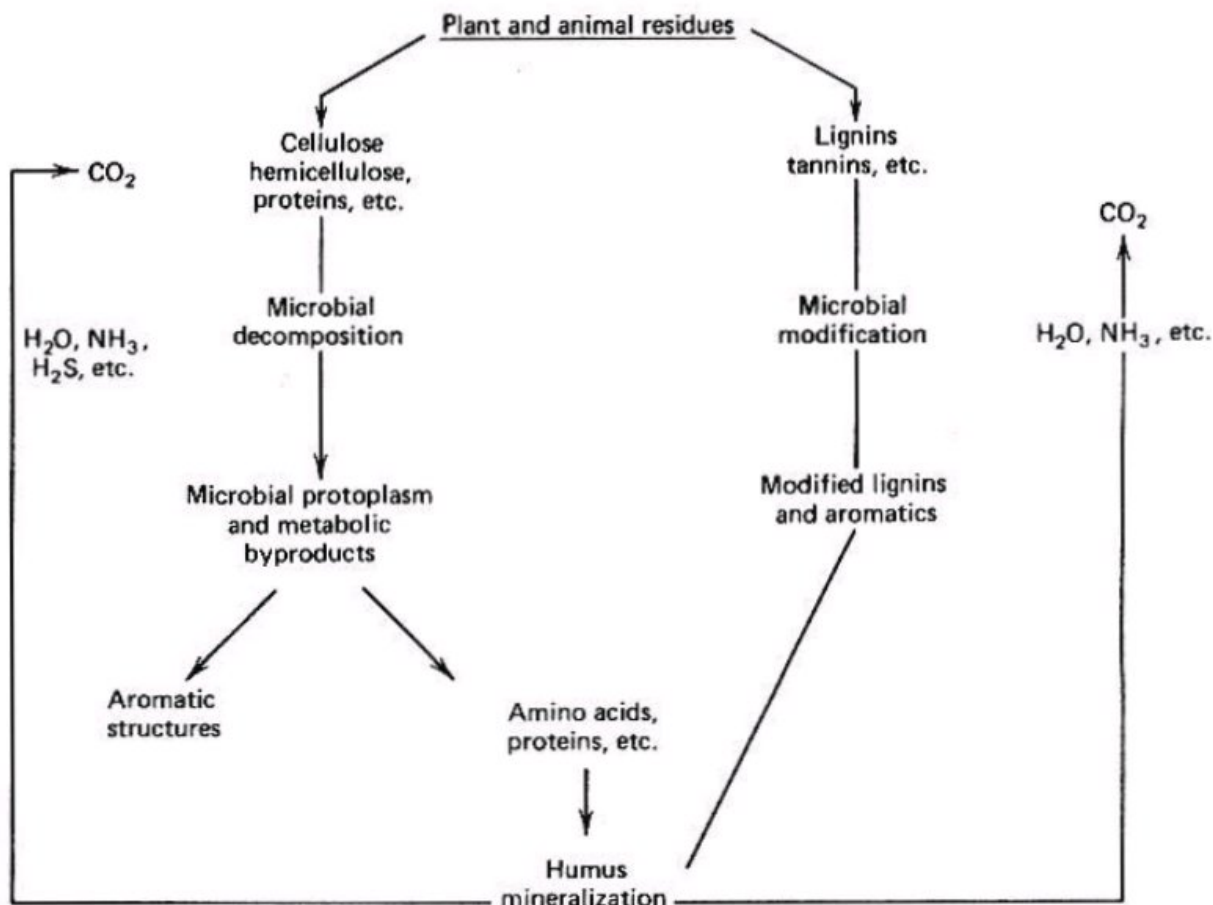 Plant and animal residues
Cellulose
hemicellulose,
proteins, etc.
Lignins
tannins, etc.
CO₂
CO₂
Microbial
decomposition
Microbial
modification
H₂O, NH₃,
H₂S, etc.
H₂O, NH₃, etc.
Microbial protoplasm
and metabolic
byproducts
Modified lignins
and aromatics
Aromatic
structures
Amino acids,
proteins, etc.
Humus
mineralization